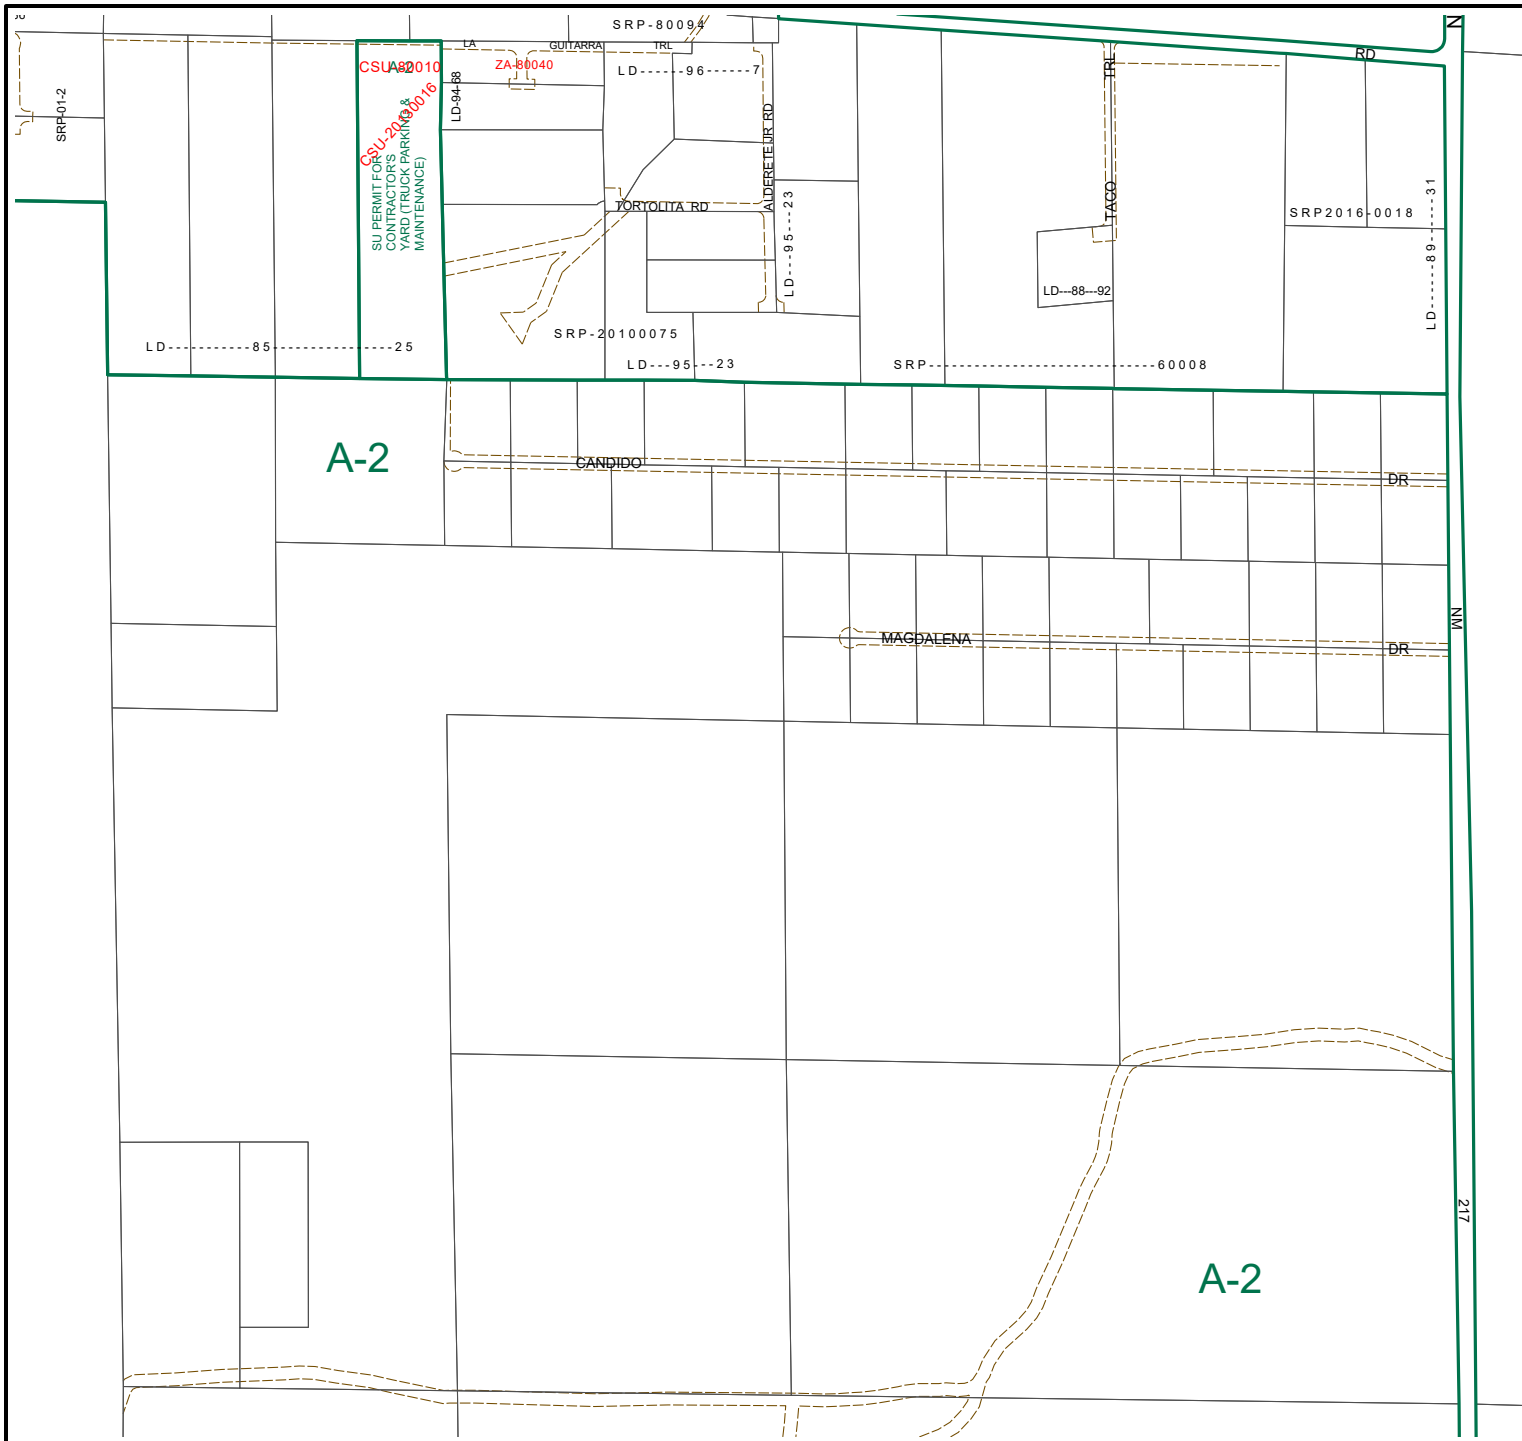 SRP-80094
N
LA GUITARRA TRL
RD
CSU-80010
A-2
ZA-80040
LD------96------7
TRL
LD-94-68
SRP-01-2
CSU-20130016
SU PERMIT FOR
CONTRACTOR'S
YARD (TRUCK PARKING &
MAINTENANCE)
ALDERETE JR RD
TORTOLITA RD
LD---95---23
TACO
SRP2016-0018
LD--------89-----31
LD---88---92
SRP-20100075
LD----------85--------------25
LD---95---23
SRP---------------------------60008
A-2
CANDIDO DR
NM
MAGDALENA DR
217
A-2